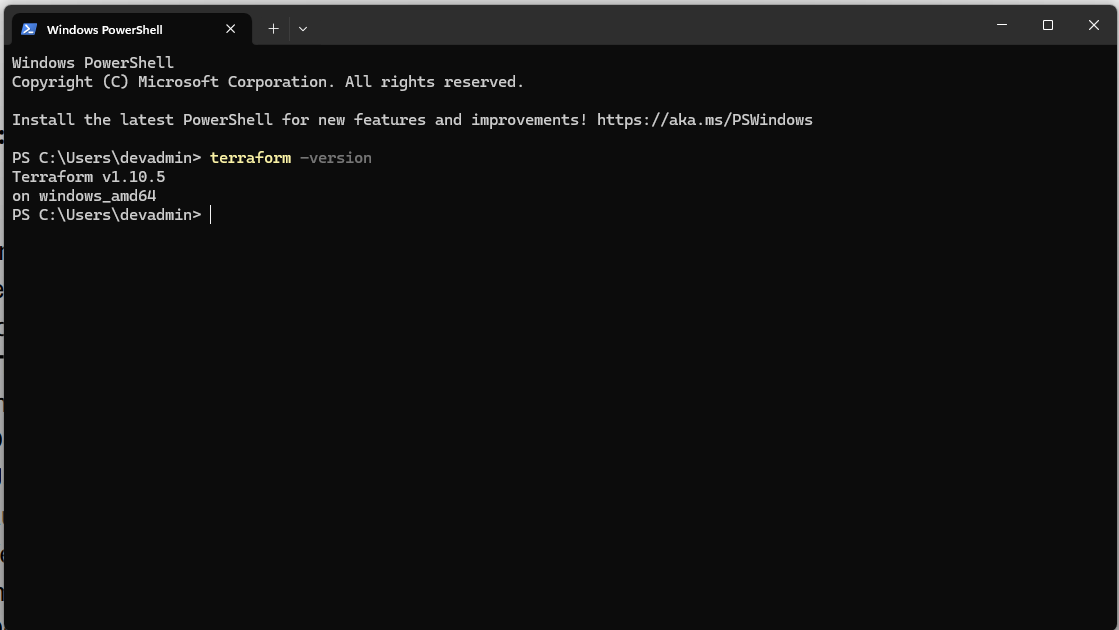 Windows PowerShell
Windows PowerShell
Copyright (C) Microsoft Corporation. All rights reserved.
Install the latest PowerShell for new features and improvements! https://aka.ms/PSWindows
PS C:\Users\devadmin> terraform -version
Terraform v1.10.5
on windows_amd64
PS C:\Users\devadmin>